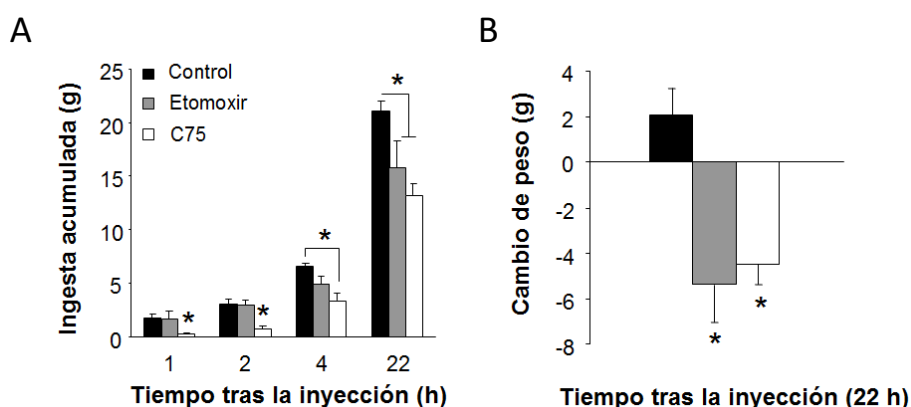 A
Ingesta acumulada (g)
25
20
15
10
5
0
Control
Etomoxir
C75
*
*
*
*
1 2 4 22
Tiempo tras la inyección (h)
B
Cambio de peso (g)
4
2
0
-2
-4
-6
-8
*
*
Tiempo tras la inyección (22 h)